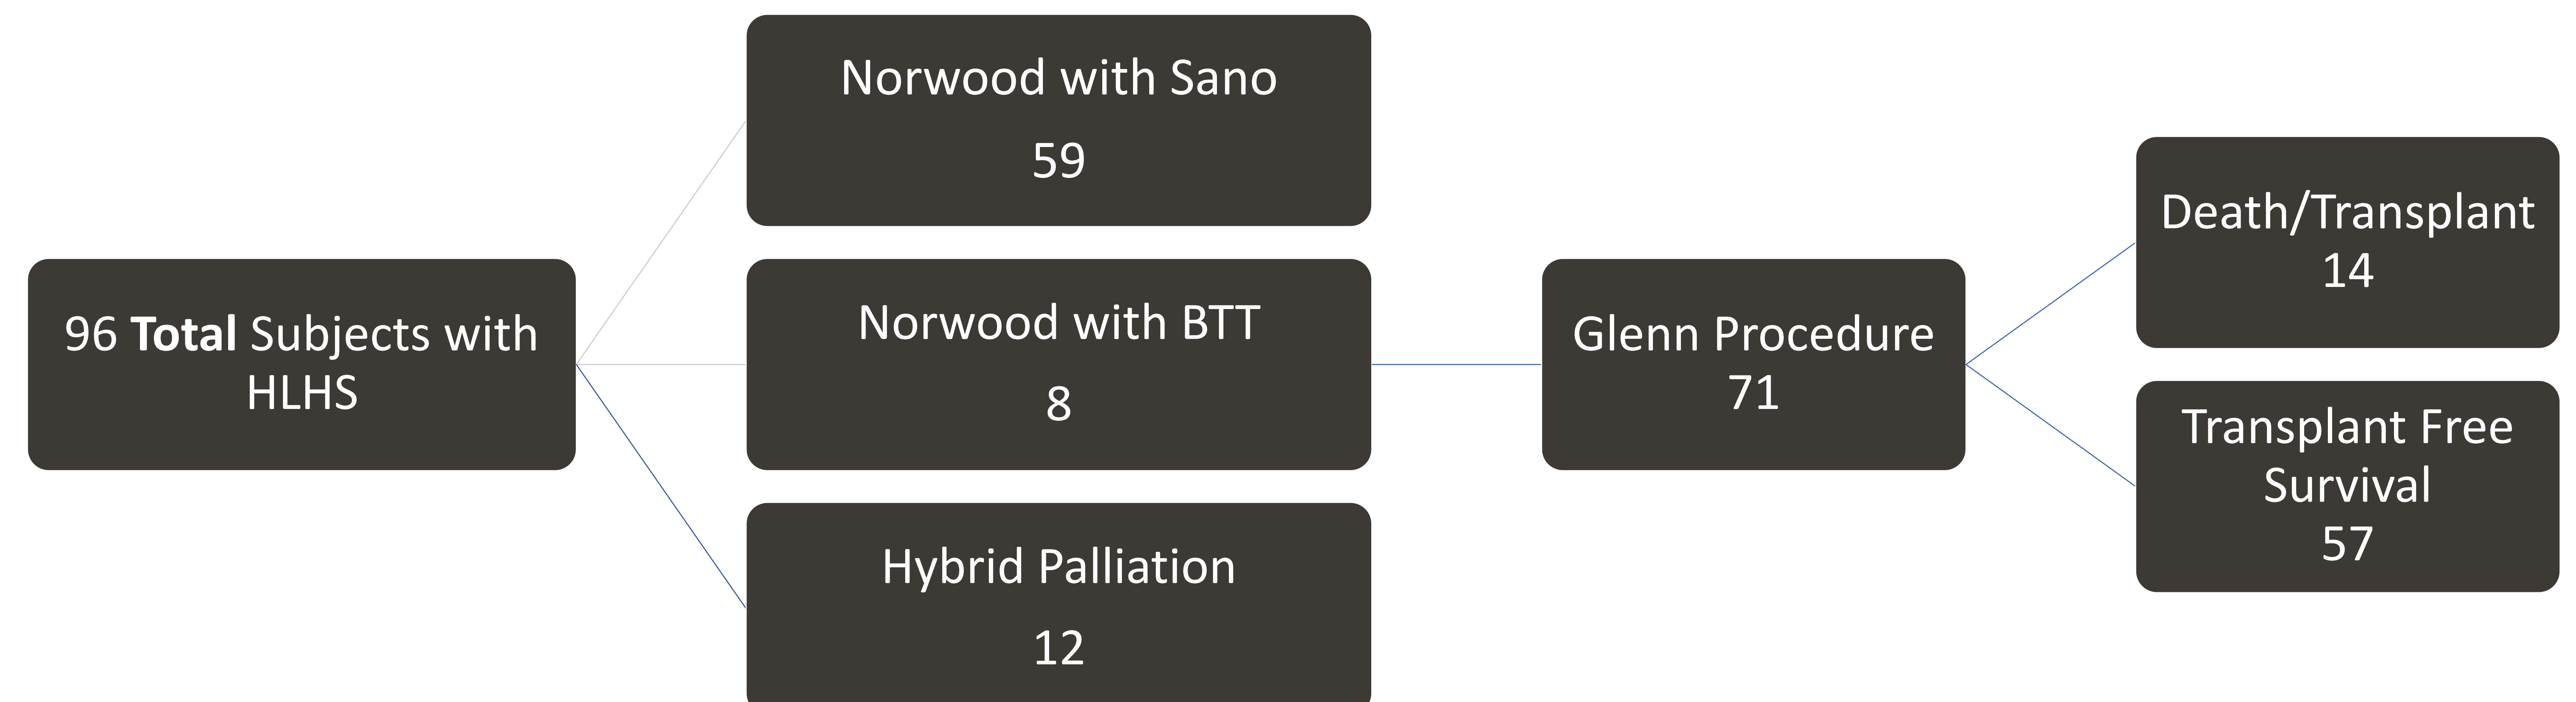 96 Total Subjects with
HLHS
Norwood with Sano
59
Norwood with BTT
8
Hybrid Palliation
12
Glenn Procedure
71
Death/Transplant
14
Transplant Free
Survival
57